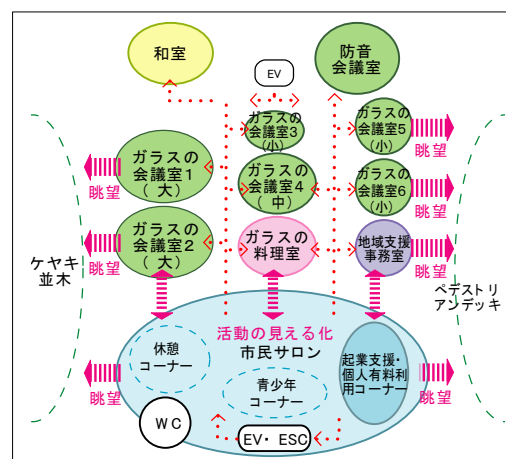 和室
EV
防音
会議室
ガラスの
会議室3
(小)
ガラスの
会議室5
(小)
眺望
ガラスの
会議室1
(大)
眺望
ガラスの
会議室4
(中)
ガラスの
会議室6
(小)
眺望
ガラスの
会議室2
(大)
眺望
ガラスの
料理室
地域支援
事務室
眺望
ケヤキ
並木
ペデストリ
アンデッキ
活動の見える化
市民サロン
休憩
コーナー
青少年
コーナー
起業支援・
個人有料利
用コーナー
眺望
眺望
WC
EV・ESC